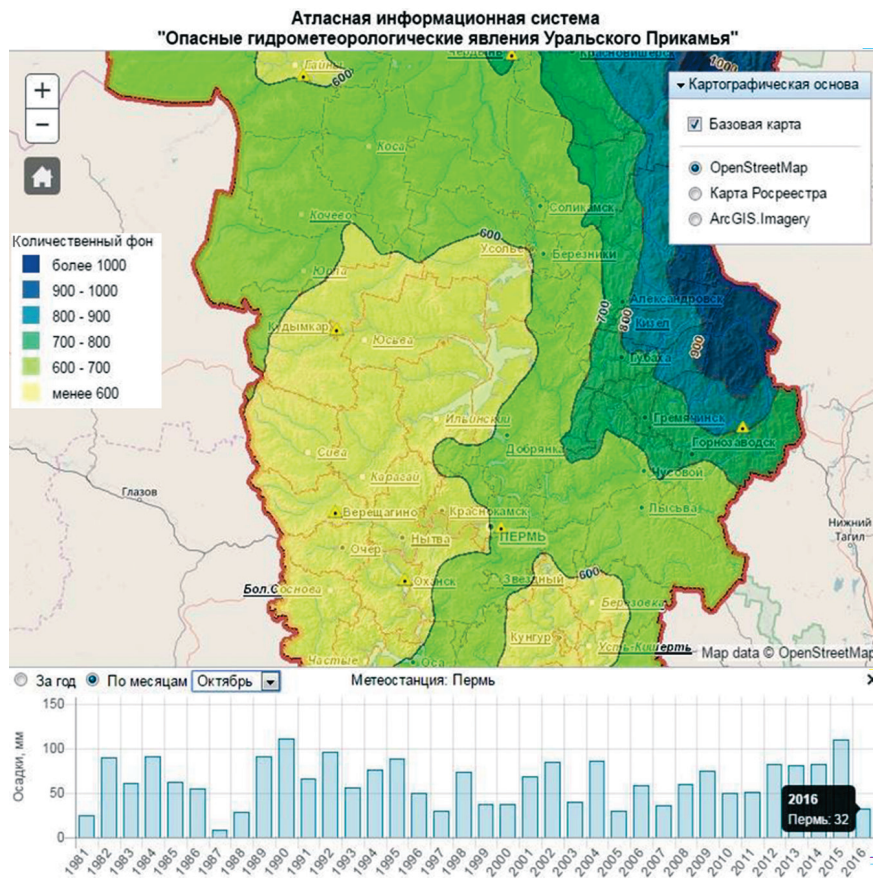 Атласная информационная система
"Опасные гидрометеорологические явления Уральского Прикамья"
+
−
Картографическая основа
Базовая карта
OpenStreetMap
Карта Росреестра
ArcGIS.Imagery
Количественный фон
более 1000
900 - 1000
800 - 900
700 - 800
600 - 700
менее 600
Гайны
600
Чердынь
Красновишерск
1000
Коса
Соликамск
Кочево
600
Усолье
Березники
Юрла
Александровск
700
800
Кизел
900
Кудымкар
Юсьва
Губаха
Ильинский
Гремячинск
Горнозаводск
Добрянка
Сива
Карагай
Чусовой
Глазов
Верещагино
Краснокамск
Лысьва
ПЕРМЬ
Нижний
Тагил
Нытва
Очер
Оханск
Звездный
600
Бол.Соснова
Березовка
Кунгур
Усть-Кишерть
Частые
Оса
Map data © OpenStreetMap
За год
По месяцам
Октябрь
Метеостанция: Пермь
×
Осадки, мм
150
100
50
0
2016
Пермь: 32
1981 1982 1983 1984 1985 1986 1987 1988 1989 1990 1991 1992 1993 1994 1995 1996 1997 1998 1999 2000 2001 2002 2003 2004 2005 2006 2007 2008 2009 2010 2011 2012 2013 2014 2015 2016